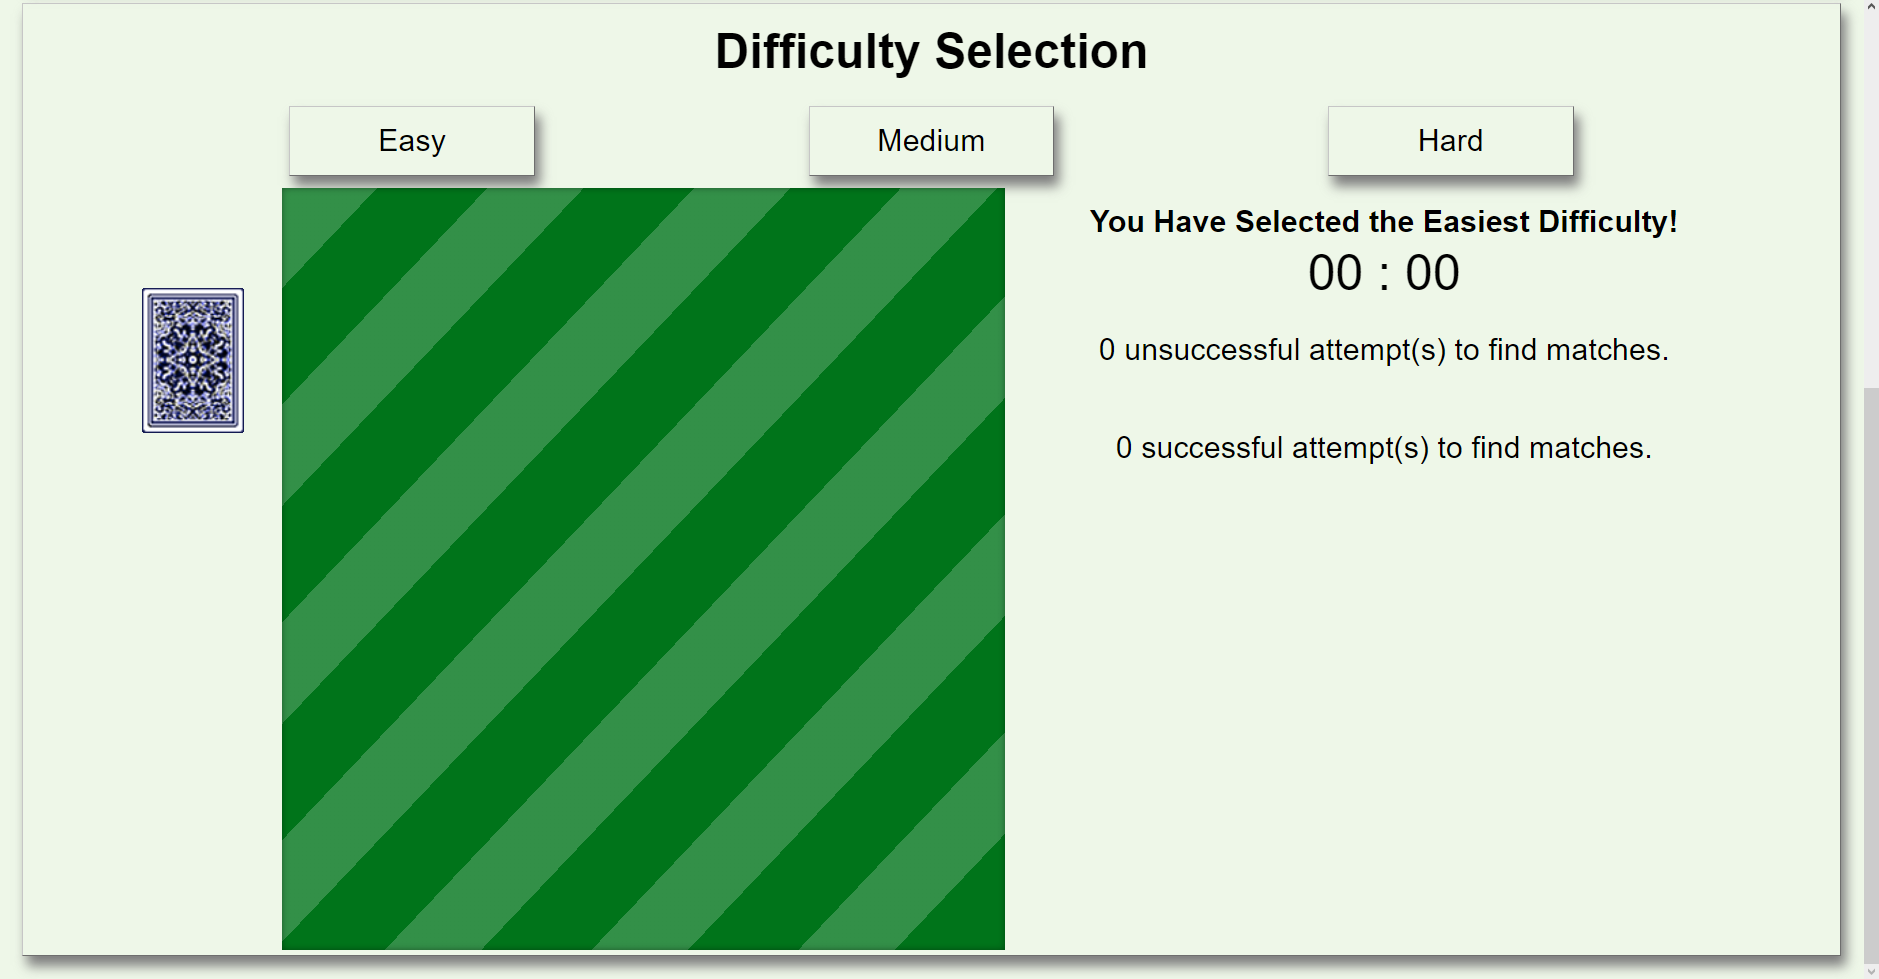 Difficulty Selection
Easy
Medium
Hard
You Have Selected the Easiest Difficulty!
00 : 00
0 unsuccessful attempt(s) to find matches.
0 successful attempt(s) to find matches.